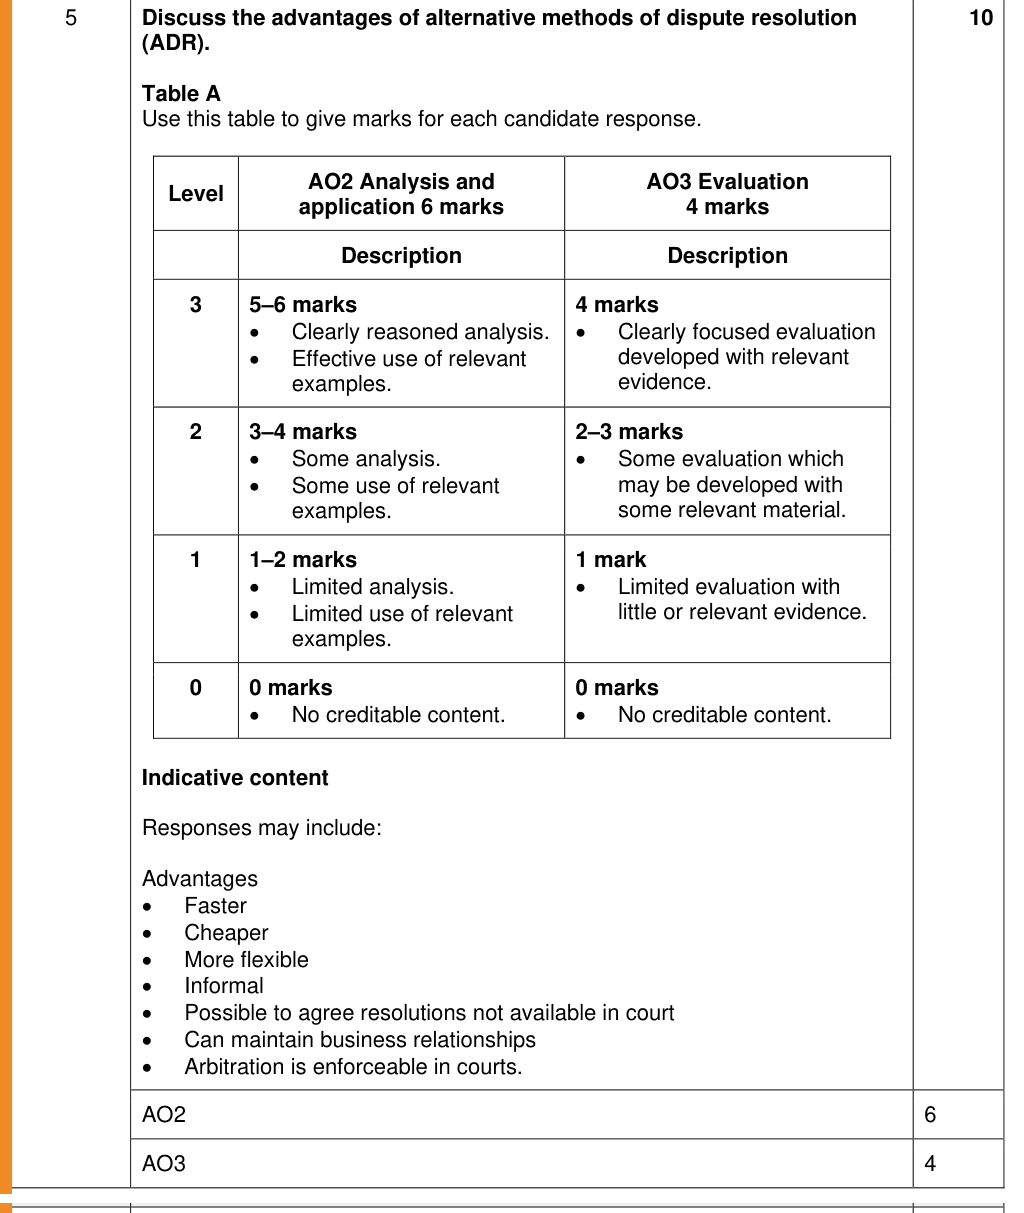 5 Discuss the advantages of alternative methods of dispute resolution 10
(ADR).
Table A
Use this table to give marks for each candidate response.
Level AO2 Analysis and application 6 marks AO3 Evaluation 4 marks
Description Description
3 5–6 marks 4 marks
• Clearly reasoned analysis. • Clearly focused evaluation
• Effective use of relevant developed with relevant
examples. evidence.
2 3–4 marks 2–3 marks
• Some analysis. • Some evaluation which
• Some use of relevant may be developed with
examples. some relevant material.
1 1–2 marks 1 mark
• Limited analysis. • Limited evaluation with
• Limited use of relevant little or relevant evidence.
examples.
0 0 marks 0 marks
• No creditable content. • No creditable content.
Indicative content
Responses may include:
Advantages
• Faster
• Cheaper
• More flexible
• Informal
• Possible to agree resolutions not available in court
• Can maintain business relationships
• Arbitration is enforceable in courts.
AO2 6
AO3 4